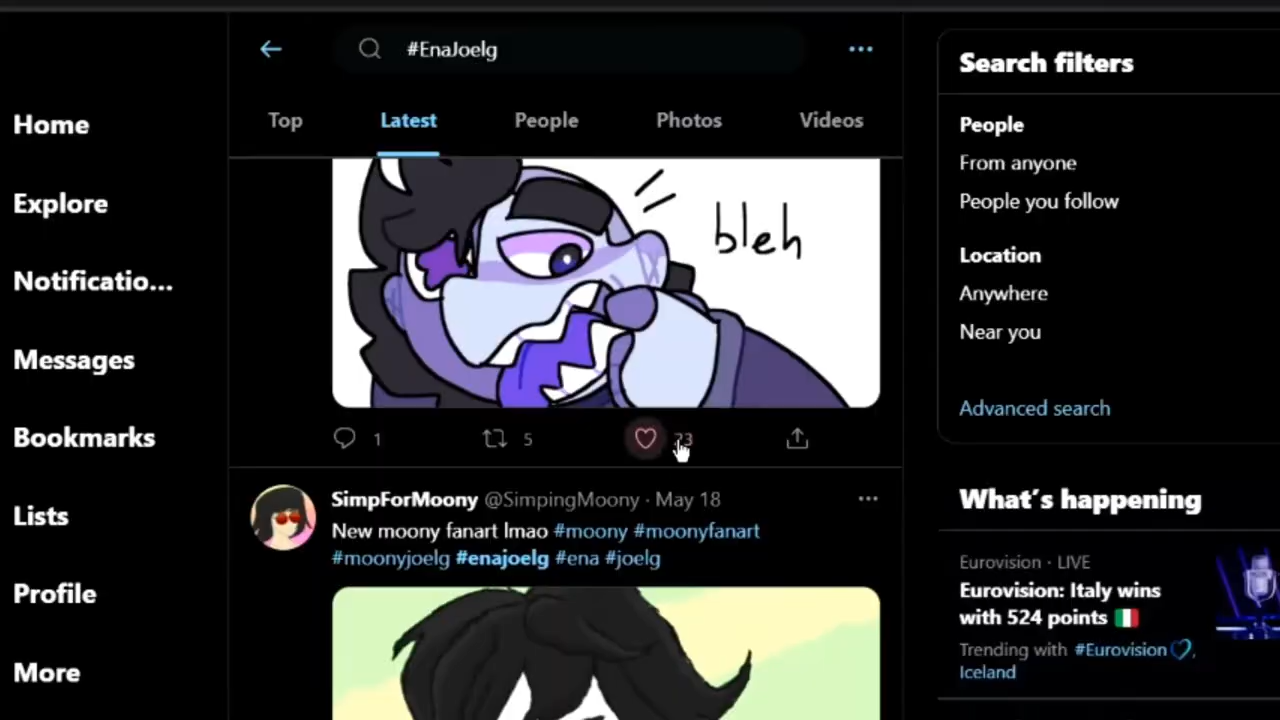 #EnaJoelg
Top
Latest
People
Photos
Videos
Home
Explore
Notificatio...
Messages
Bookmarks
Lists
Profile
More
bleh
1
5
SimpForMoony @SimpingMoony · May 18
New moony fanart lmao #moony #moonyfanart
#moonyjoelg #enajoelg #ena #joelg
Search filters
People
From anyone
People you follow
Location
Anywhere
Near you
Advanced search
What's happening
Eurovision · LIVE
Eurovision: Italy wins
with 524 points
Trending with #Eurovision,
Iceland